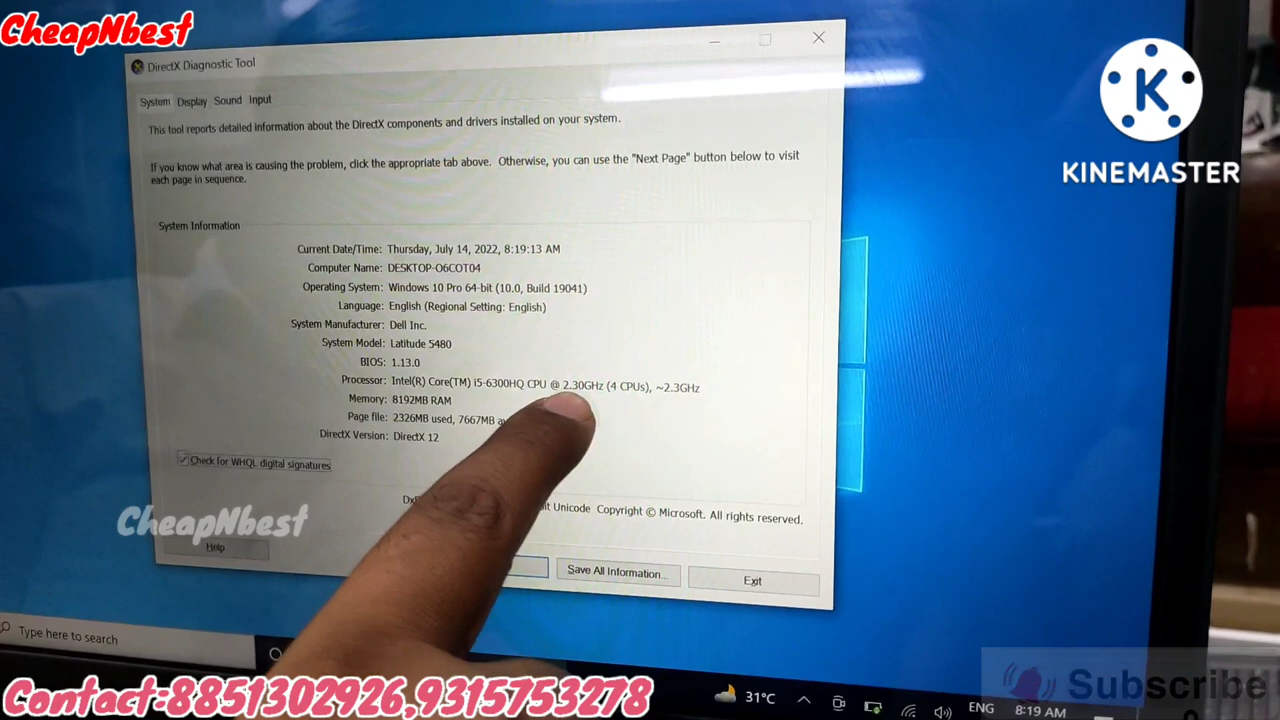 CheapNbest
K
KINEMASTER
DirectX Diagnostic Tool
System Display Sound Input
This tool reports detailed information about the DirectX components and drivers installed on your system.
If you know what area is causing the problem, click the appropriate tab above. Otherwise, you can use the "Next Page" button below to visit
each page in sequence.
System Information
Current Date/Time: Thursday, July 14, 2022, 8:19:13 AM
Computer Name: DESKTOP-O6COT04
Operating System: Windows 10 Pro 64-bit (10.0, Build 19041)
Language: English (Regional Setting: English)
System Manufacturer: Dell Inc.
System Model: Latitude 5480
BIOS: 1.13.0
Processor: Intel(R) Core(TM) i5-6300HQ CPU @ 2.30GHz (4 CPUs), ~2.3GHz
Memory: 8192MB RAM
Page file: 2326MB used, 7667MB
DirectX Version: DirectX 12
Check for WHQL digital signatures
Unicode Copyright © Microsoft. All rights reserved.
CheapNbest
Help
Save All Information...
Exit
Type here to search
Contact:-8851302926,9315753278
31°C
ENG
8:19 AM
Subscribe